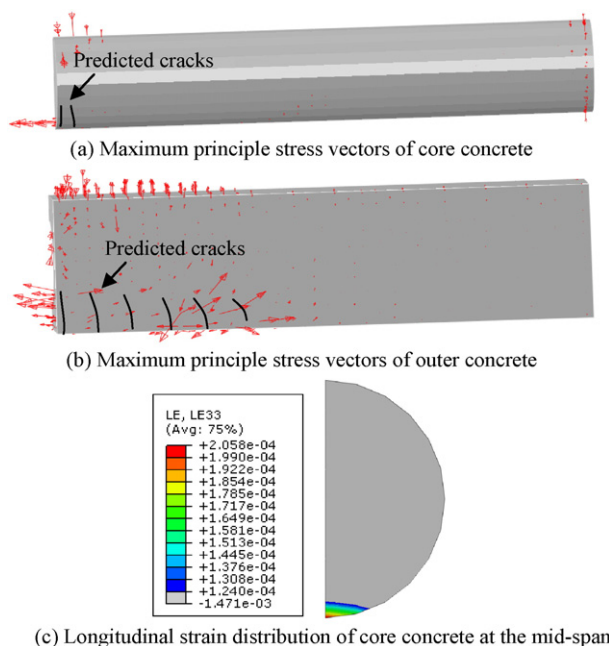 Predicted cracks
(a) Maximum principle stress vectors of core concrete
Predicted cracks
(b) Maximum principle stress vectors of outer concrete
LE, LE33
(Avg: 75%)
+2.058e-04
+1.990e-04
+1.922e-04
+1.854e-04
+1.785e-04
+1.717e-04
+1.649e-04
+1.581e-04
+1.513e-04
+1.445e-04
+1.376e-04
+1.308e-04
+1.240e-04
-1.471e-03
(c) Longitudinal strain distribution of core concrete at the mid-span